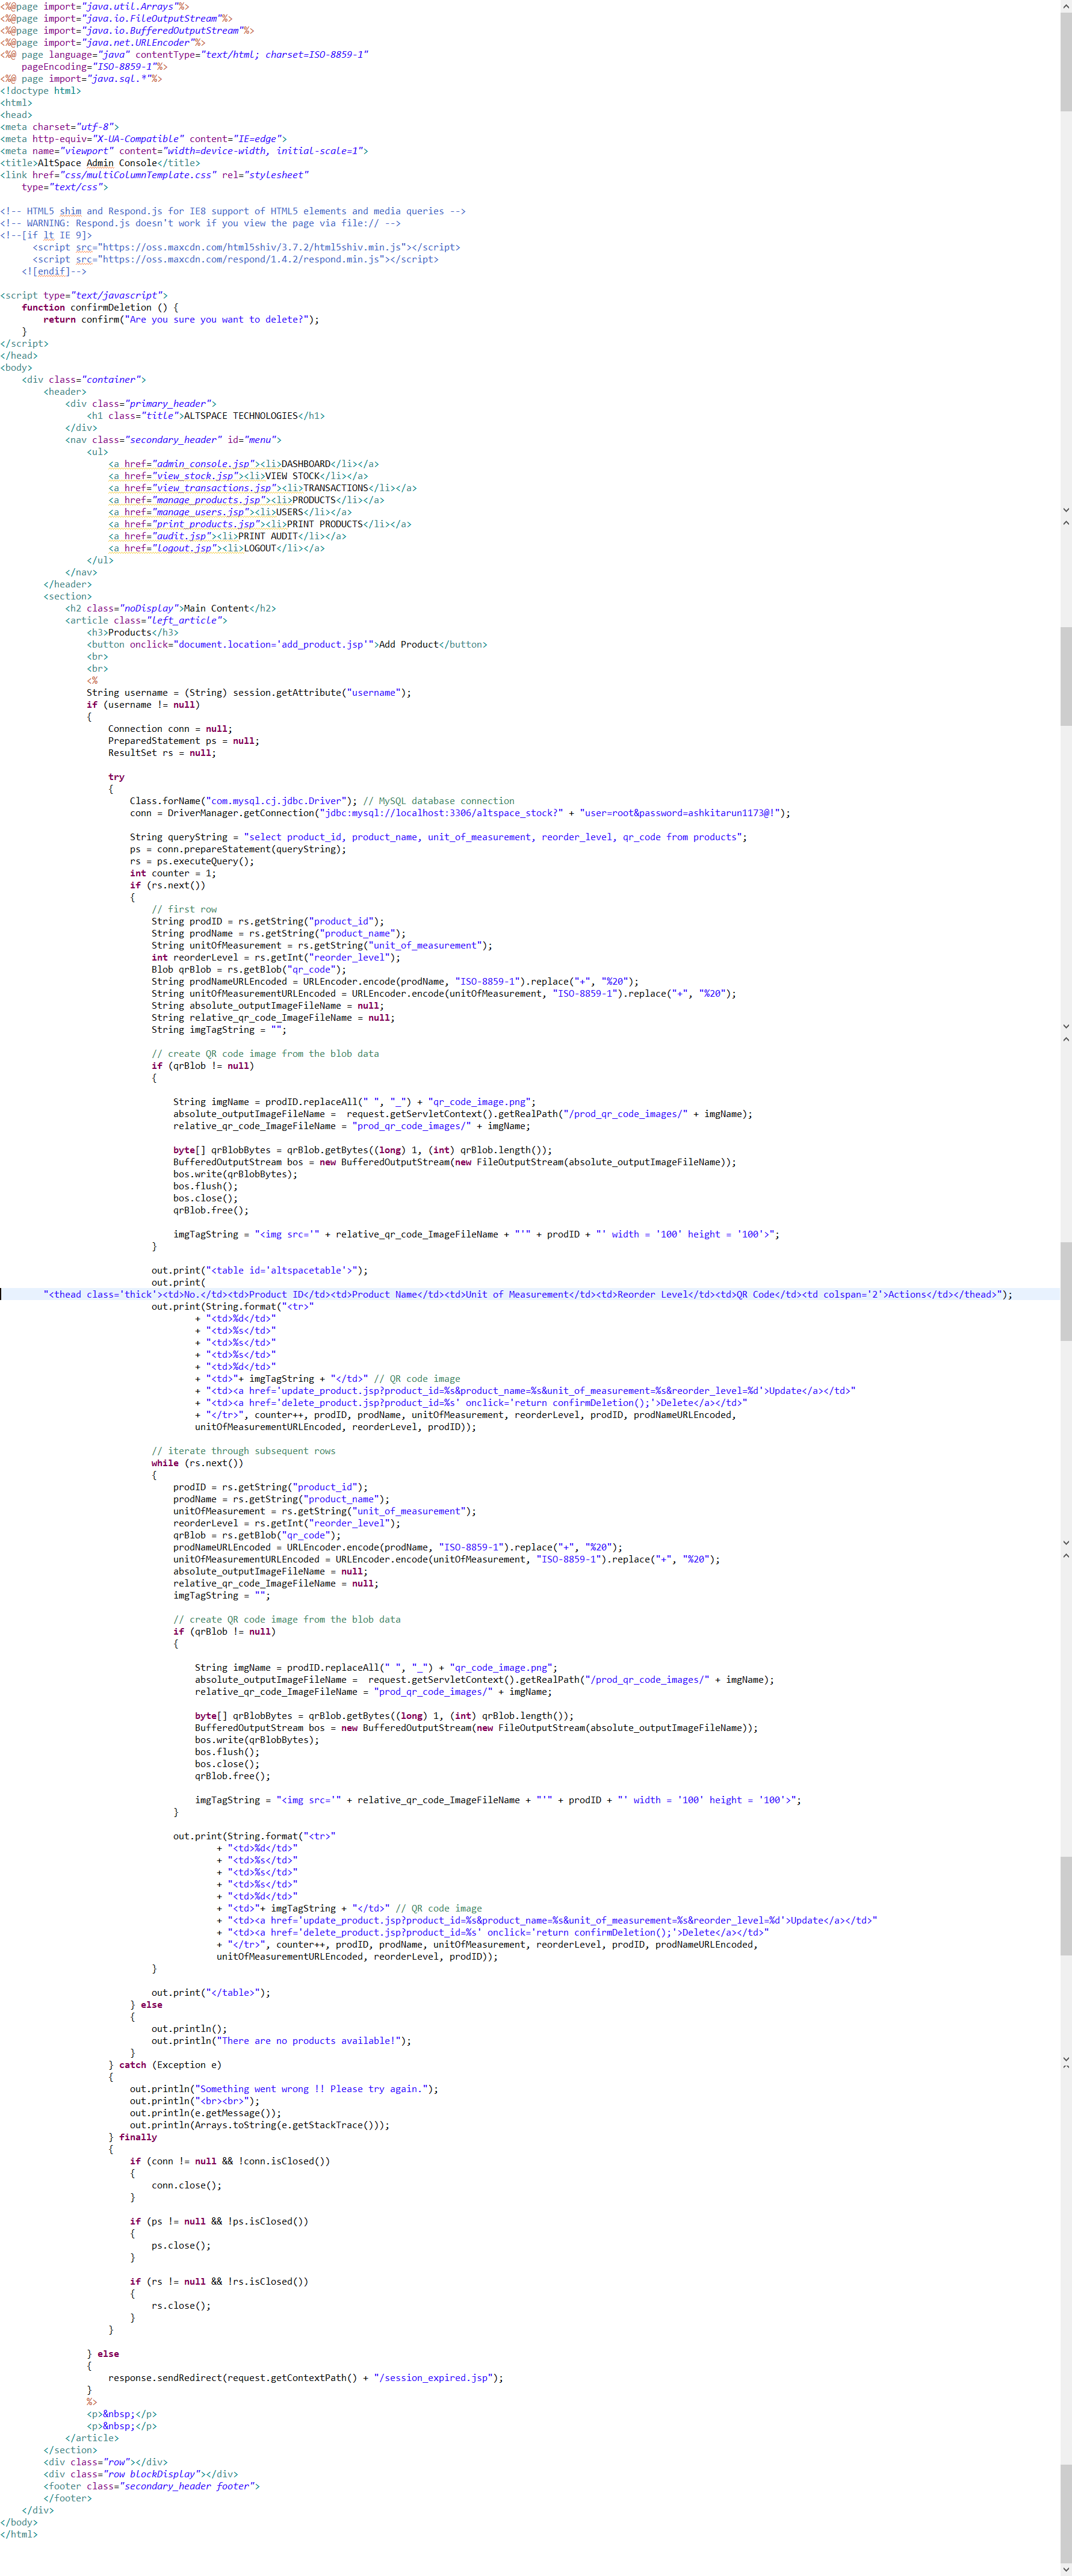 <%@page import="java.util.Arrays"%>
<%@page import="java.io.FileOutputStream"%>
<%@page import="java.io.BufferedOutputStream"%>
<%@page import="java.net.URLEncoder"%>
<%@ page language="java" contentType="text/html; charset=ISO-8859-1"
    pageEncoding="ISO-8859-1"%>
<%@ page import="java.sql.*"%>
<!doctype html>
<html>
<head>
<meta charset="utf-8">
<meta http-equiv="X-UA-Compatible" content="IE=edge">
<meta name="viewport" content="width=device-width, initial-scale=1">
<title>AltSpace Admin Console</title>
<link href="css/multiColumnTemplate.css" rel="stylesheet"
    type="text/css">

<!-- HTML5 shim and Respond.js for IE8 support of HTML5 elements and media queries -->
<!-- WARNING: Respond.js doesn't work if you view the page via file:// -->
<!--[if lt IE 9]>
      <script src="https://oss.maxcdn.com/html5shiv/3.7.2/html5shiv.min.js"></script>
      <script src="https://oss.maxcdn.com/respond/1.4.2/respond.min.js"></script>
    <![endif]-->

<script type="text/javascript">
    function confirmDeletion () {
        return confirm("Are you sure you want to delete?");
    }
</script>
</head>
<body>
    <div class="container">
        <header>
            <div class="primary_header">
                <h1 class="title">ALTSPACE TECHNOLOGIES</h1>
            </div>
            <nav class="secondary_header" id="menu">
                <ul>
                    <a href="admin_console.jsp"><li>DASHBOARD</li></a>
                    <a href="view_stock.jsp"><li>VIEW STOCK</li></a>
                    <a href="view_transactions.jsp"><li>TRANSACTIONS</li></a>
                    <a href="manage_products.jsp"><li>PRODUCTS</li></a>
                    <a href="manage_users.jsp"><li>USERS</li></a>
                    <a href="print_products.jsp"><li>PRINT PRODUCTS</li></a>
                    <a href="audit.jsp"><li>PRINT AUDIT</li></a>
                    <a href="logout.jsp"><li>LOGOUT</li></a>
                </ul>
            </nav>
        </header>
        <section>
            <h2 class="noDisplay">Main Content</h2>
            <article class="left_article">
                <h3>Products</h3>
                <button onclick="document.location='add_product.jsp'">Add Product</button>
                <br>
                <br>
                <%
                String username = (String) session.getAttribute("username");
                if (username != null)
                {
                    Connection conn = null;
                    PreparedStatement ps = null;
                    ResultSet rs = null;

                    try
                    {
                        Class.forName("com.mysql.cj.jdbc.Driver"); // MySQL database connection
                        conn = DriverManager.getConnection("jdbc:mysql://localhost:3306/altspace_stock?" + "user=root&password=ashkitarun1173@!");

                        String queryString = "select product_id, product_name, unit_of_measurement, reorder_level, qr_code from products";
                        ps = conn.prepareStatement(queryString);
                        rs = ps.executeQuery();
                        int counter = 1;
                        if (rs.next())
                        {
                            // first row
                            String prodID = rs.getString("product_id");
                            String prodName = rs.getString("product_name");
                            String unitOfMeasurement = rs.getString("unit_of_measurement");
                            int reorderLevel = rs.getInt("reorder_level");
                            Blob qrBlob = rs.getBlob("qr_code");
                            String prodNameURLEncoded = URLEncoder.encode(prodName, "ISO-8859-1").replace("+", "%20");
                            String unitOfMeasurementURLEncoded = URLEncoder.encode(unitOfMeasurement, "ISO-8859-1").replace("+", "%20");
                            String absolute_outputImageFileName = null;
                            String relative_qr_code_ImageFileName = null;
                            String imgTagString = "";

                            // create QR code image from the blob data
                            if (qrBlob != null)
                            {

                                String imgName = prodID.replaceAll(" ", "_") + "qr_code_image.png";
                                absolute_outputImageFileName =  request.getServletContext().getRealPath("/prod_qr_code_images/" + imgName);
                                relative_qr_code_ImageFileName = "prod_qr_code_images/" + imgName;

                                byte[] qrBlobBytes = qrBlob.getBytes((long) 1, (int) qrBlob.length());
                                BufferedOutputStream bos = new BufferedOutputStream(new FileOutputStream(absolute_outputImageFileName));
                                bos.write(qrBlobBytes);
                                bos.flush();
                                bos.close();
                                qrBlob.free();

                                imgTagString = "<img src='" + relative_qr_code_ImageFileName + "'" + prodID + "' width = '100' height = '100'>";
                            }

                            out.print("<table id='altspacetable'>");
                            out.print(
        "<thead class='thick'><td>No.</td><td>Product ID</td><td>Product Name</td><td>Unit of Measurement</td><td>Reorder Level</td><td>QR Code</td><td colspan='2'>Actions</td></thead>");
                            out.print(String.format("<tr>"
                                    + "<td>%d</td>"
                                    + "<td>%s</td>"
                                    + "<td>%s</td>"
                                    + "<td>%s</td>"
                                    + "<td>%d</td>"
                                    + "<td>"+ imgTagString + "</td>" // QR code image
                                    + "<td><a href='update_product.jsp?product_id=%s&product_name=%s&unit_of_measurement=%s&reorder_level=%d'>Update</a></td>"
                                    + "<td><a href='delete_product.jsp?product_id=%s' onclick='return confirmDeletion();'>Delete</a></td>"
                                    + "</tr>", counter++, prodID, prodName, unitOfMeasurement, reorderLevel, prodID, prodNameURLEncoded,
                                    unitOfMeasurementURLEncoded, reorderLevel, prodID));

                            // iterate through subsequent rows
                            while (rs.next())
                            {
                                prodID = rs.getString("product_id");
                                prodName = rs.getString("product_name");
                                unitOfMeasurement = rs.getString("unit_of_measurement");
                                reorderLevel = rs.getInt("reorder_level");
                                qrBlob = rs.getBlob("qr_code");
                                prodNameURLEncoded = URLEncoder.encode(prodName, "ISO-8859-1").replace("+", "%20");
                                unitOfMeasurementURLEncoded = URLEncoder.encode(unitOfMeasurement, "ISO-8859-1").replace("+", "%20");
                                absolute_outputImageFileName = null;
                                relative_qr_code_ImageFileName = null;
                                imgTagString = "";

                                // create QR code image from the blob data
                                if (qrBlob != null)
                                {

                                    String imgName = prodID.replaceAll(" ", "_") + "qr_code_image.png";
                                    absolute_outputImageFileName =  request.getServletContext().getRealPath("/prod_qr_code_images/" + imgName);
                                    relative_qr_code_ImageFileName = "prod_qr_code_images/" + imgName;

                                    byte[] qrBlobBytes = qrBlob.getBytes((long) 1, (int) qrBlob.length());
                                    BufferedOutputStream bos = new BufferedOutputStream(new FileOutputStream(absolute_outputImageFileName));
                                    bos.write(qrBlobBytes);
                                    bos.flush();
                                    bos.close();
                                    qrBlob.free();

                                    imgTagString = "<img src='" + relative_qr_code_ImageFileName + "'" + prodID + "' width = '100' height = '100'>";
                                }

                                out.print(String.format("<tr>"
                                        + "<td>%d</td>"
                                        + "<td>%s</td>"
                                        + "<td>%s</td>"
                                        + "<td>%s</td>"
                                        + "<td>%d</td>"
                                        + "<td>"+ imgTagString + "</td>" // QR code image
                                        + "<td><a href='update_product.jsp?product_id=%s&product_name=%s&unit_of_measurement=%s&reorder_level=%d'>Update</a></td>"
                                        + "<td><a href='delete_product.jsp?product_id=%s' onclick='return confirmDeletion();'>Delete</a></td>"
                                        + "</tr>", counter++, prodID, prodName, unitOfMeasurement, reorderLevel, prodID, prodNameURLEncoded,
                                        unitOfMeasurementURLEncoded, reorderLevel, prodID));
                            }

                            out.print("</table>");
                        } else
                        {
                            out.println();
                            out.println("There are no products available!");
                        }
                    } catch (Exception e)
                    {
                        out.println("Something went wrong !! Please try again.");
                        out.println("<br><br>");
                        out.println(e.getMessage());
                        out.println(Arrays.toString(e.getStackTrace()));
                    } finally
                    {
                        if (conn != null && !conn.isClosed())
                        {
                            conn.close();
                        }

                        if (ps != null && !ps.isClosed())
                        {
                            ps.close();
                        }

                        if (rs != null && !rs.isClosed())
                        {
                            rs.close();
                        }
                    }

                } else
                {
                    response.sendRedirect(request.getContextPath() + "/session_expired.jsp");
                }
                %>
                <p>&nbsp;</p>
                <p>&nbsp;</p>
            </article>
        </section>
        <div class="row"></div>
        <div class="row blockDisplay"></div>
        <footer class="secondary_header footer">
        </footer>
    </div>
</body>
</html>